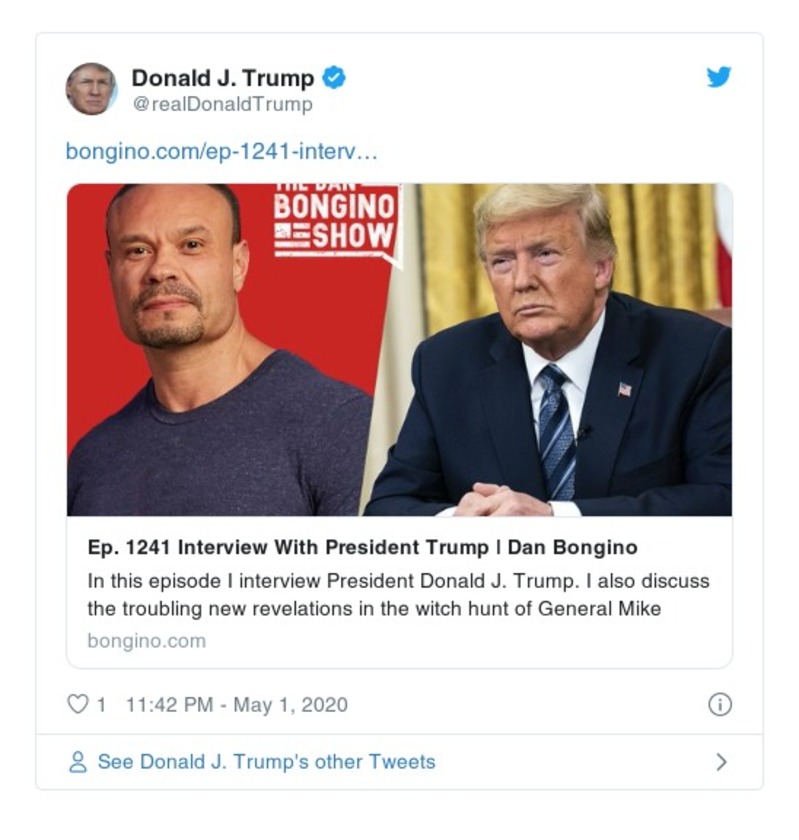 Donald J. Trump
@realDonaldTrump
bongino.com/ep-1241-interv…
THE DAN
BONGINO
SHOW
Ep. 1241 Interview With President Trump | Dan Bongino
In this episode I interview President Donald J. Trump. I also discuss
the troubling new revelations in the witch hunt of General Mike
bongino.com
1 11:42 PM - May 1, 2020
See Donald J. Trump's other Tweets